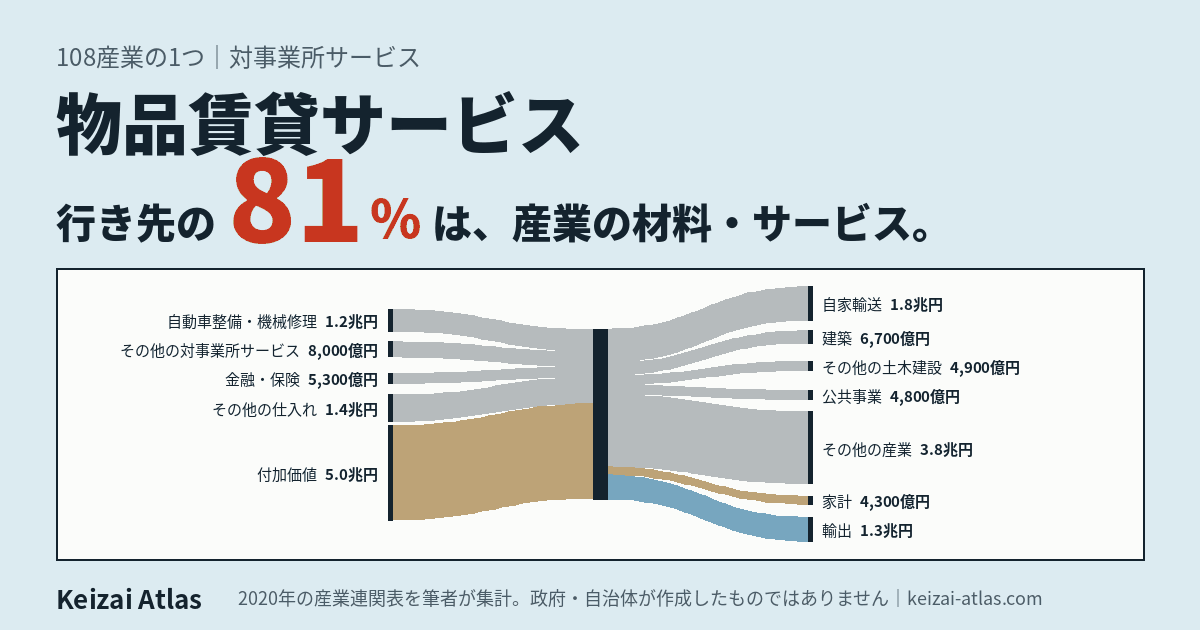 108産業の1つ｜対事業所サービス
物品賃貸サービス
行き先の 81% は、産業の材料・サービス。
自動車整備・機械修理 1.2兆円
その他の対事業所サービス 8,000億円
金融・保険 5,300億円
その他の仕入れ 1.4兆円
付加価値 5.0兆円
自家輸送 1.8兆円
建築 6,700億円
その他の土木建設 4,900億円
公共事業 4,800億円
その他の産業 3.8兆円
家計 4,300億円
輸出 1.3兆円
Keizai Atlas
2020年の産業連関表を筆者が集計。政府・自治体が作成したものではありません｜keizai-atlas.com